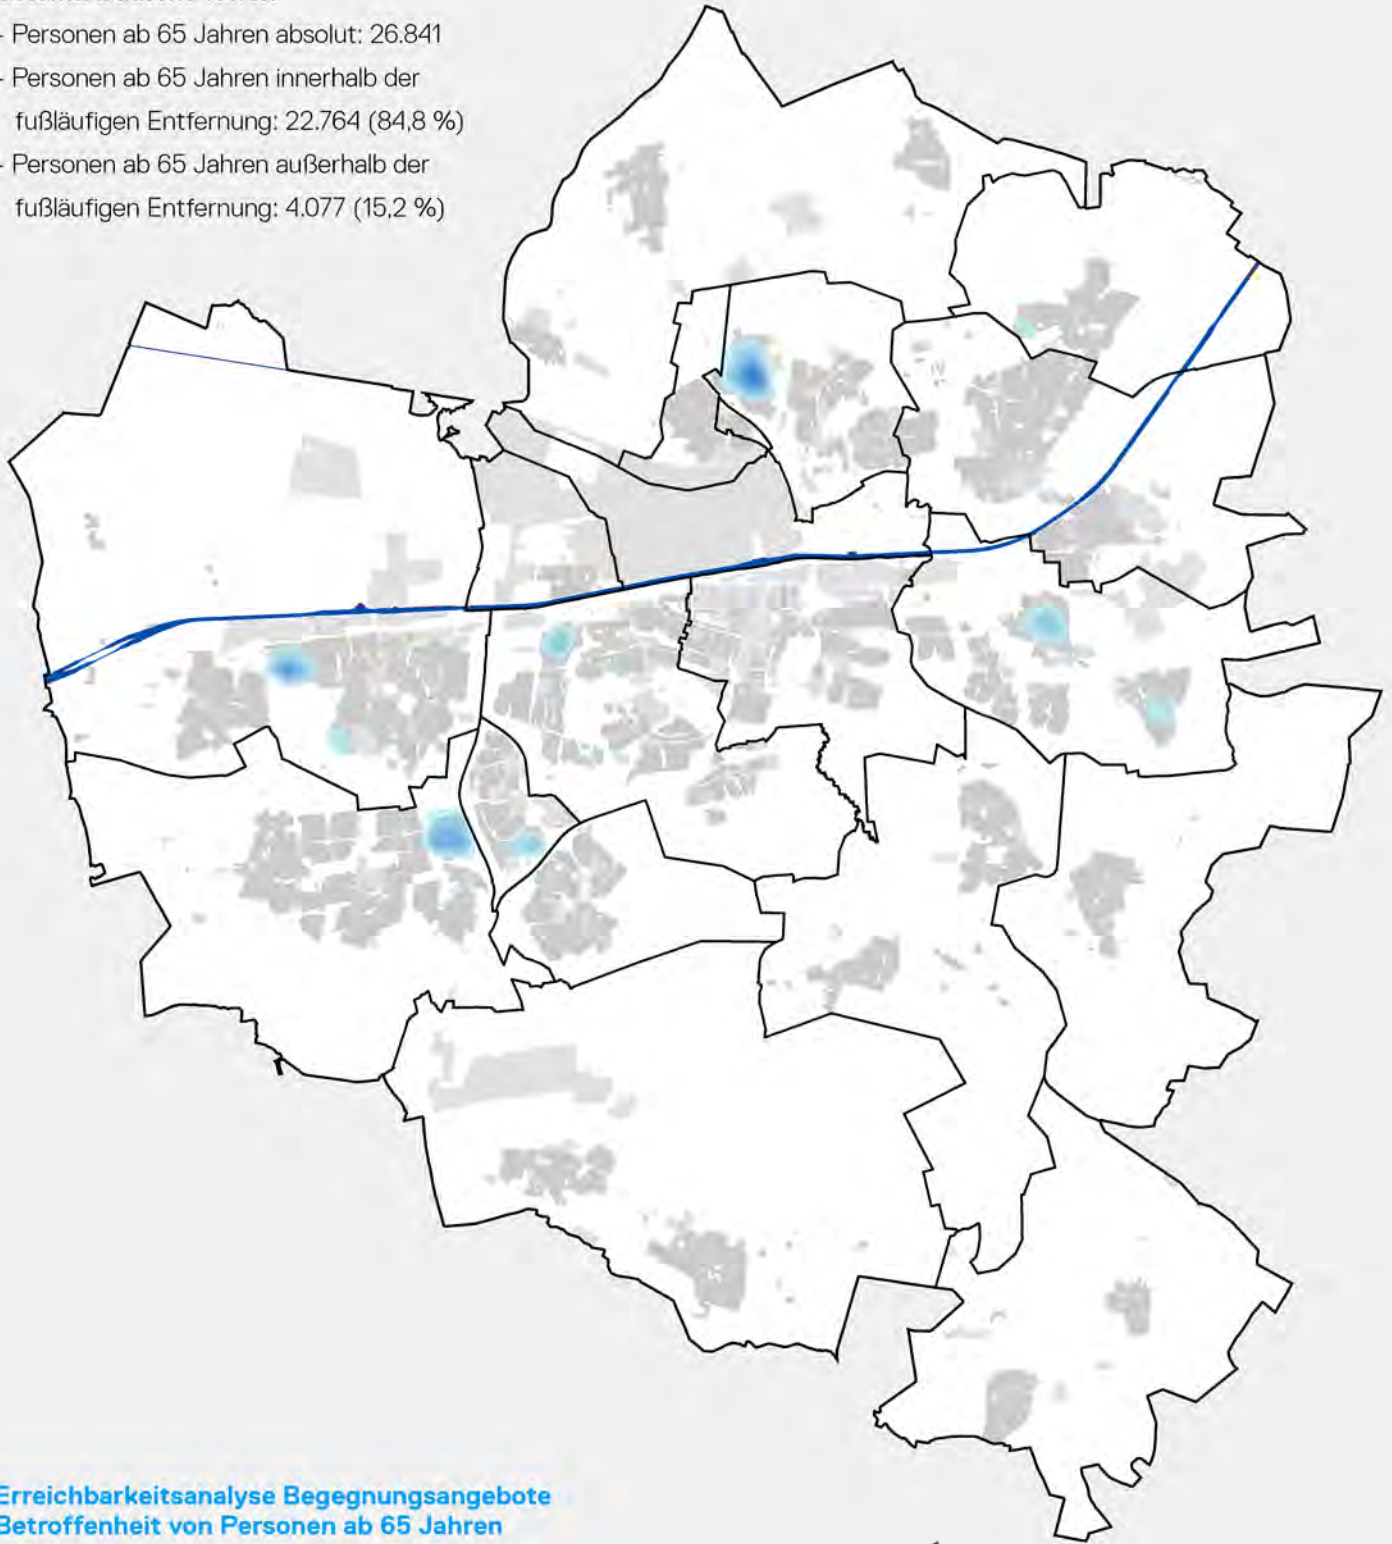 - Personen ab 65 Jahren absolut: 26.841
- Personen ab 65 Jahren innerhalb der
fußläufigen Entfernung: 22.764 (84,8 %)
- Personen ab 65 Jahren außerhalb der
fußläufigen Entfernung: 4.077 (15,2 %)
Erreichbarkeitsanalyse Begegnungsangebote
Betroffenheit von Personen ab 65 Jahren